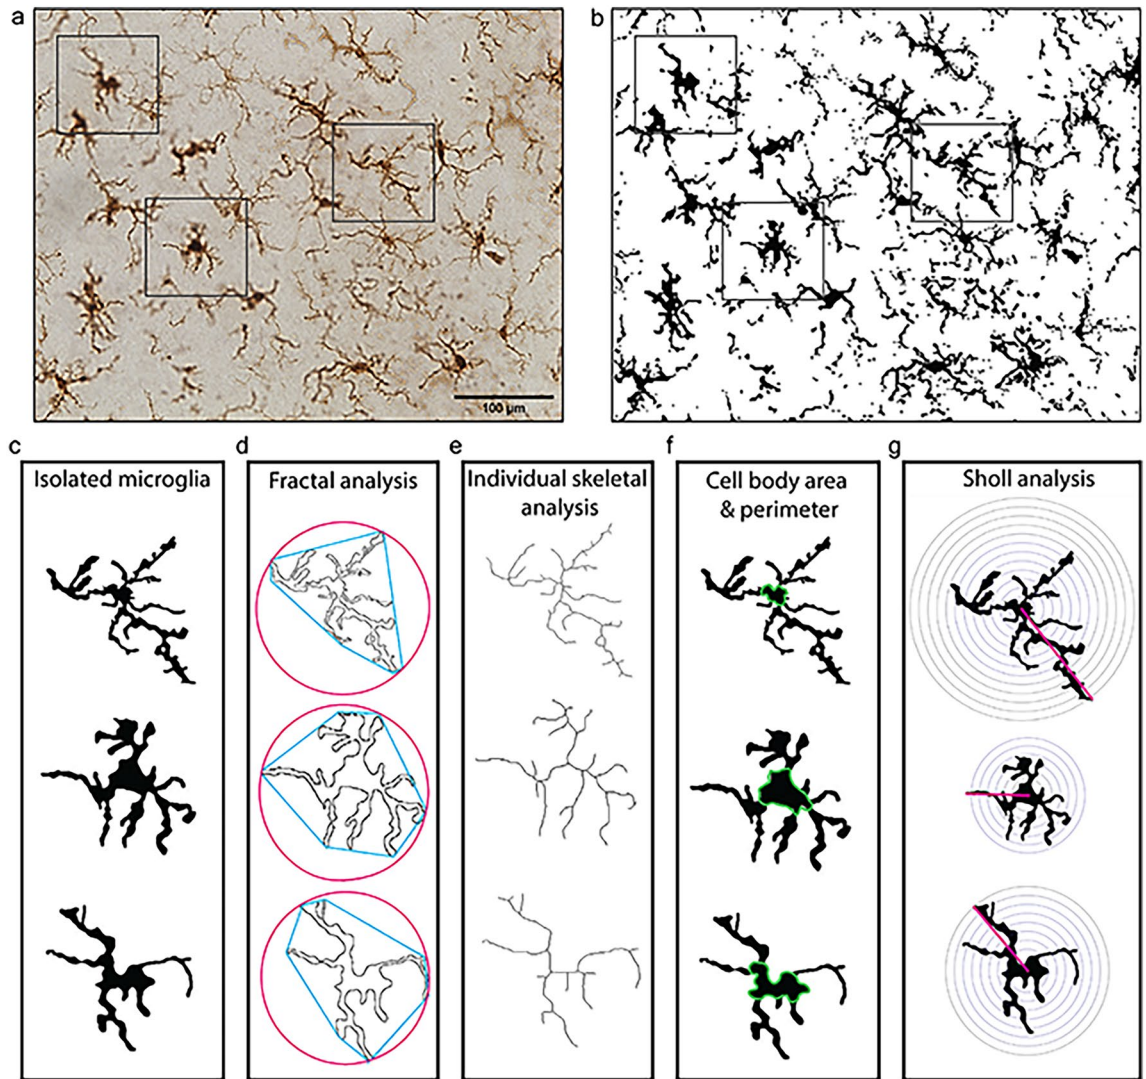 a
b
100 µm
c
d
e
f
g
Isolated microglia
Fractal analysis
Individual skeletal
analysis
Cell body area
& perimeter
Sholl analysis